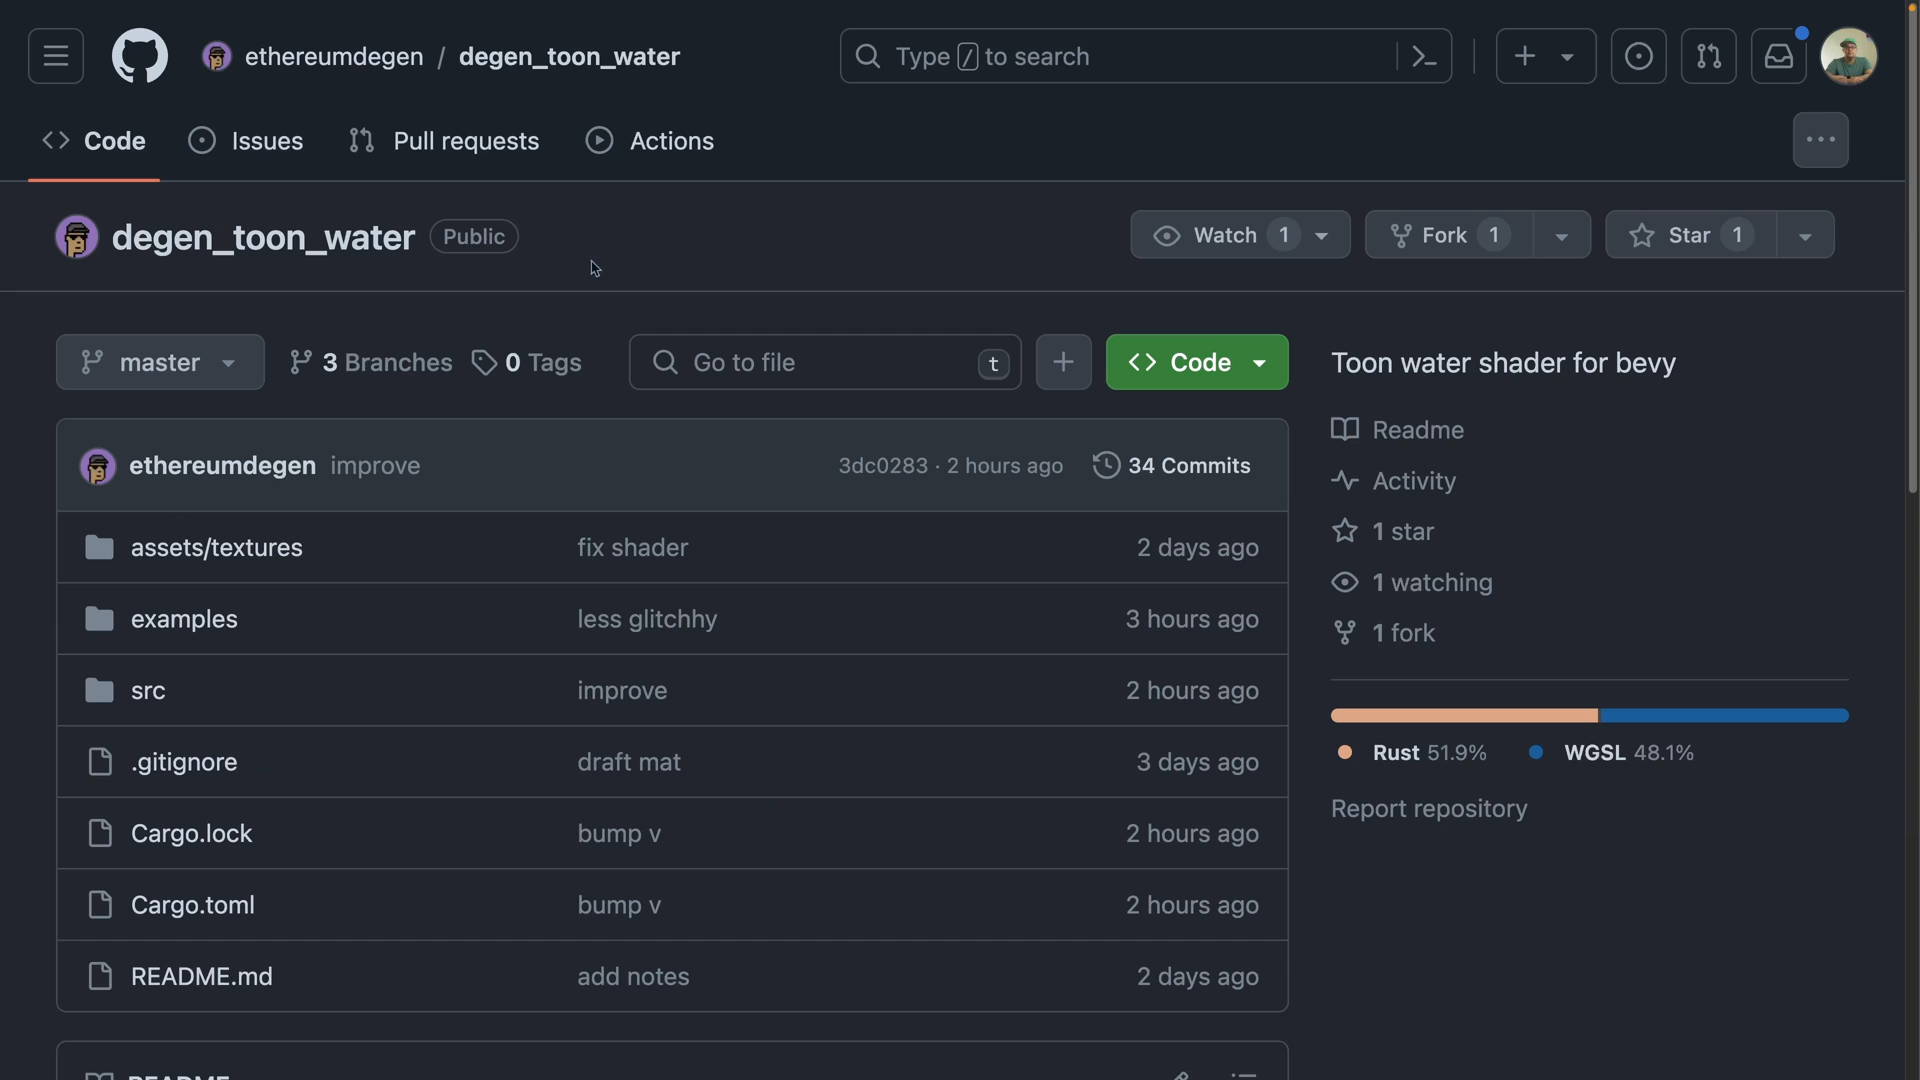 ethereumdegen / degen_toon_water
Type / to search
Code
Issues
Pull requests
Actions
degen_toon_water Public
Watch 1
Fork 1
Star 1
master
3 Branches
0 Tags
Go to file t
Code
Toon water shader for bevy
Readme
Activity
1 star
1 watching
1 fork
Rust 51.9% WGSL 48.1%
Report repository
ethereumdegen improve 3dc0283 · 2 hours ago 34 Commits
assets/textures fix shader 2 days ago
examples less glitchhy 3 hours ago
src improve 2 hours ago
.gitignore draft mat 3 days ago
Cargo.lock bump v 2 hours ago
Cargo.toml bump v 2 hours ago
README.md add notes 2 days ago
README